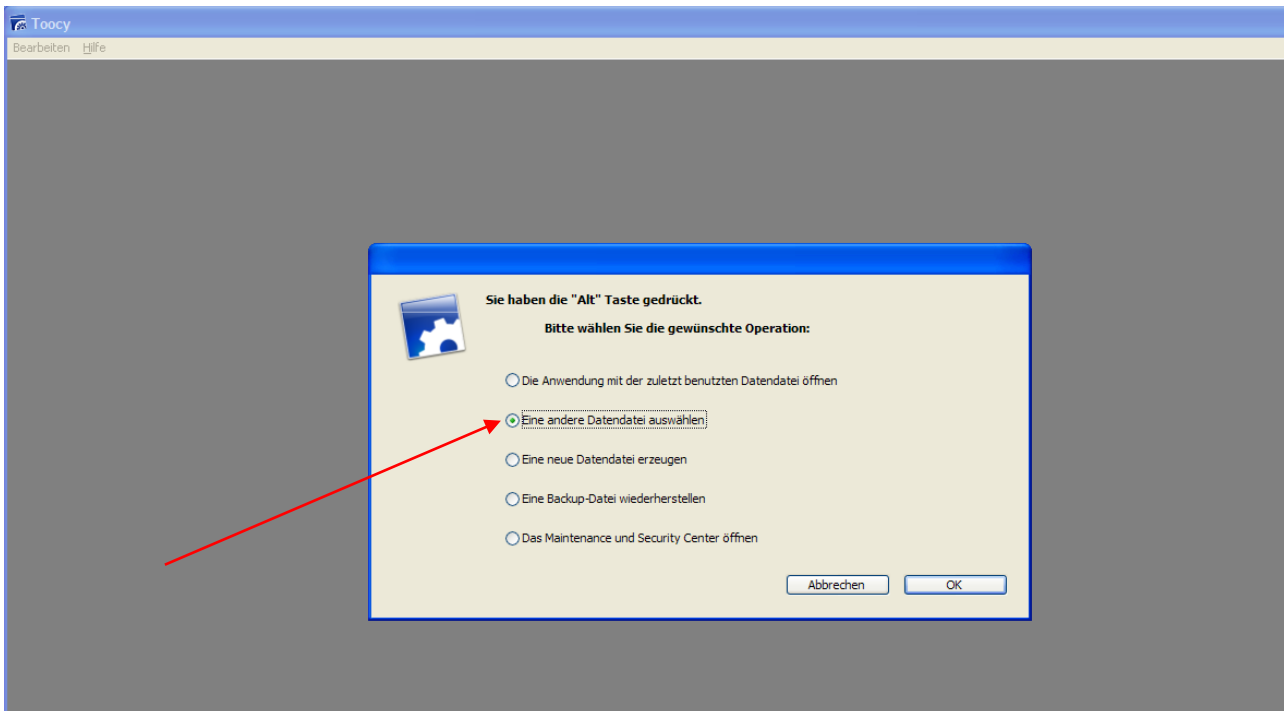 Toocy
Bearbeiten Hilfe
Sie haben die "Alt" Taste gedrückt.
Bitte wählen Sie die gewünschte Operation:
Die Anwendung mit der zuletzt benutzten Datendatei öffnen
Eine andere Datendatei auswählen
Eine neue Datendatei erzeugen
Eine Backup-Datei wiederherstellen
Das Maintenance und Security Center öffnen
Abbrechen OK